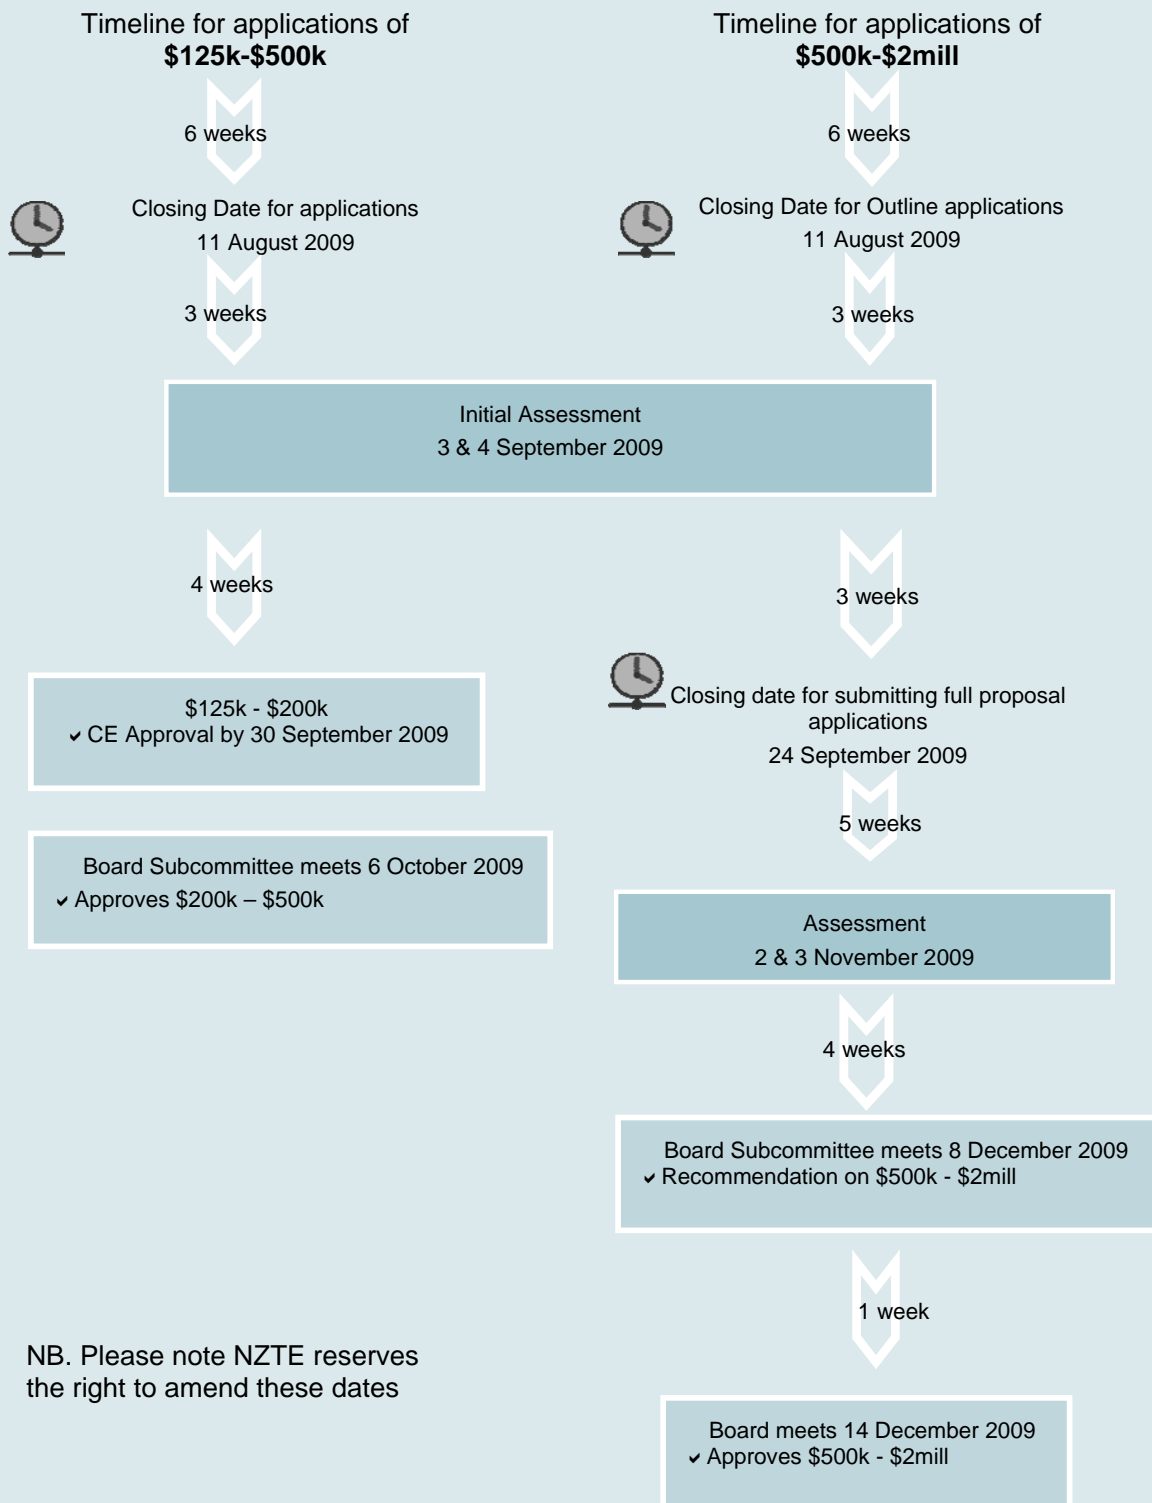 Timeline for applications of
$125k-$500k
6 weeks
Closing Date for applications
11 August 2009
3 weeks
Timeline for applications of
$500k-$2mill
6 weeks
Closing Date for Outline applications
11 August 2009
3 weeks
Initial Assessment
3 & 4 September 2009
4 weeks
$125k - $200k
✓ CE Approval by 30 September 2009
Board Subcommittee meets 6 October 2009
✓ Approves $200k – $500k
3 weeks
Closing date for submitting full proposal
applications
24 September 2009
5 weeks
Assessment
2 & 3 November 2009
4 weeks
Board Subcommittee meets 8 December 2009
✓ Recommendation on $500k - $2mill
1 week
Board meets 14 December 2009
✓ Approves $500k - $2mill
NB. Please note NZTE reserves
the right to amend these dates